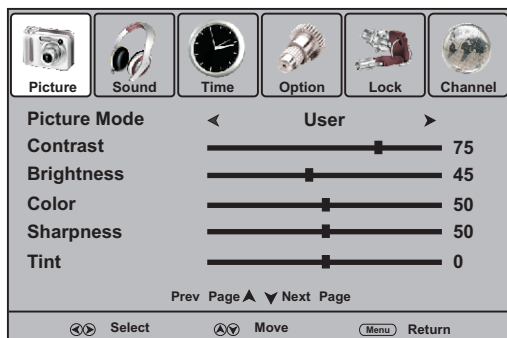 Picture Sound Time Option Lock Channel
Picture Mode User
Contrast 75
Brightness 45
Color 50
Sharpness 50
Tint 0
Prev Page Next Page
Select Move Menu Return